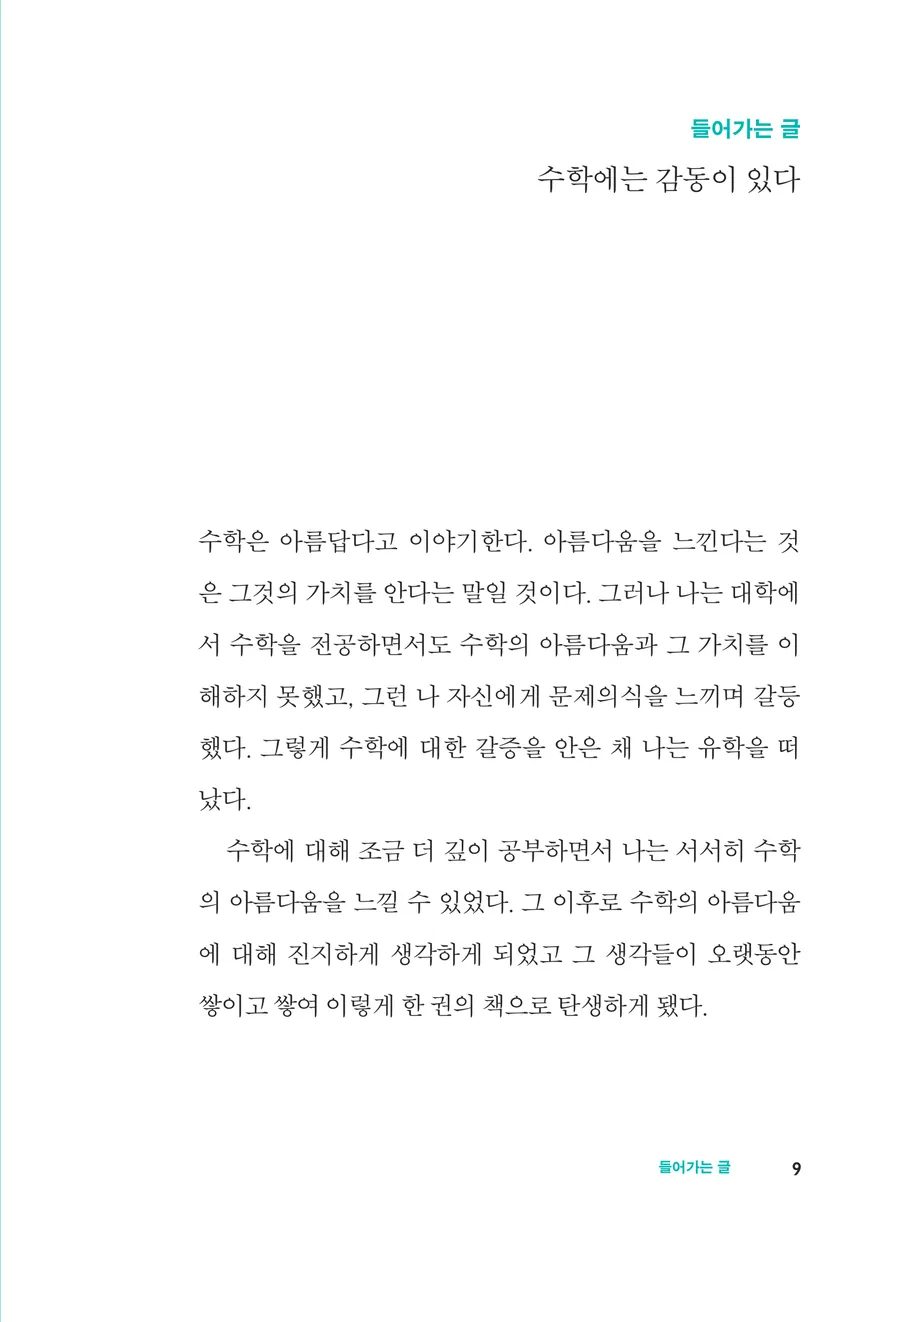 들어가는 글
수학에는 감동이 있다
수학은 아름답다고 이야기한다. 아름다움을 느낀다는 것
은 그것의 가치를 안다는 말일 것이다. 그러나 나는 대학에
서 수학을 전공하면서도 수학의 아름다움과 그 가치를 이
해하지 못했고, 그런 나 자신에게 문제의식을 느끼며 갈등
했다. 그렇게 수학에 대한 갈증을 안은 채 나는 유학을 떠
났다.
수학에 대해 조금 더 깊이 공부하면서 나는 서서히 수학
의 아름다움을 느낄 수 있었다. 그 이후로 수학의 아름다움
에 대해 진지하게 생각하게 되었고 그 생각들이 오랫동안
쌓이고 쌓여 이렇게 한 권의 책으로 탄생하게 됐다.
들어가는 글 9